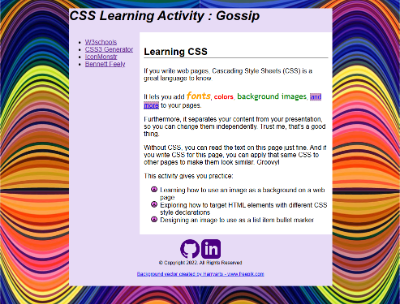 CSS Learning Activity : Gossip
W3schools
CSS3 Generator
IconMonstr
Bennett Feely
Learning CSS
If you write web pages, Cascading Style Sheets (CSS) is a
great language to know.
It lets you add fonts, colors, background images, and
more to your pages.
Furthermore, it separates your content from your presentation,
so you can change them independently. Trust me, that's a good
thing.
Without CSS, you can read the text on this page just fine. And if
you write CSS for this page, you can apply that same CSS to
other pages to make them look similar. Groovy!
This activity gives you practice:
Learning how to use an image as a background on a web
page
Exploring how to target HTML elements with different CSS
style declarations
Designing an image to use as a list item bullet marker
in
© Copyright 2022. All Rights Reserved
Background vector created by Harryarts - www.freepik.com